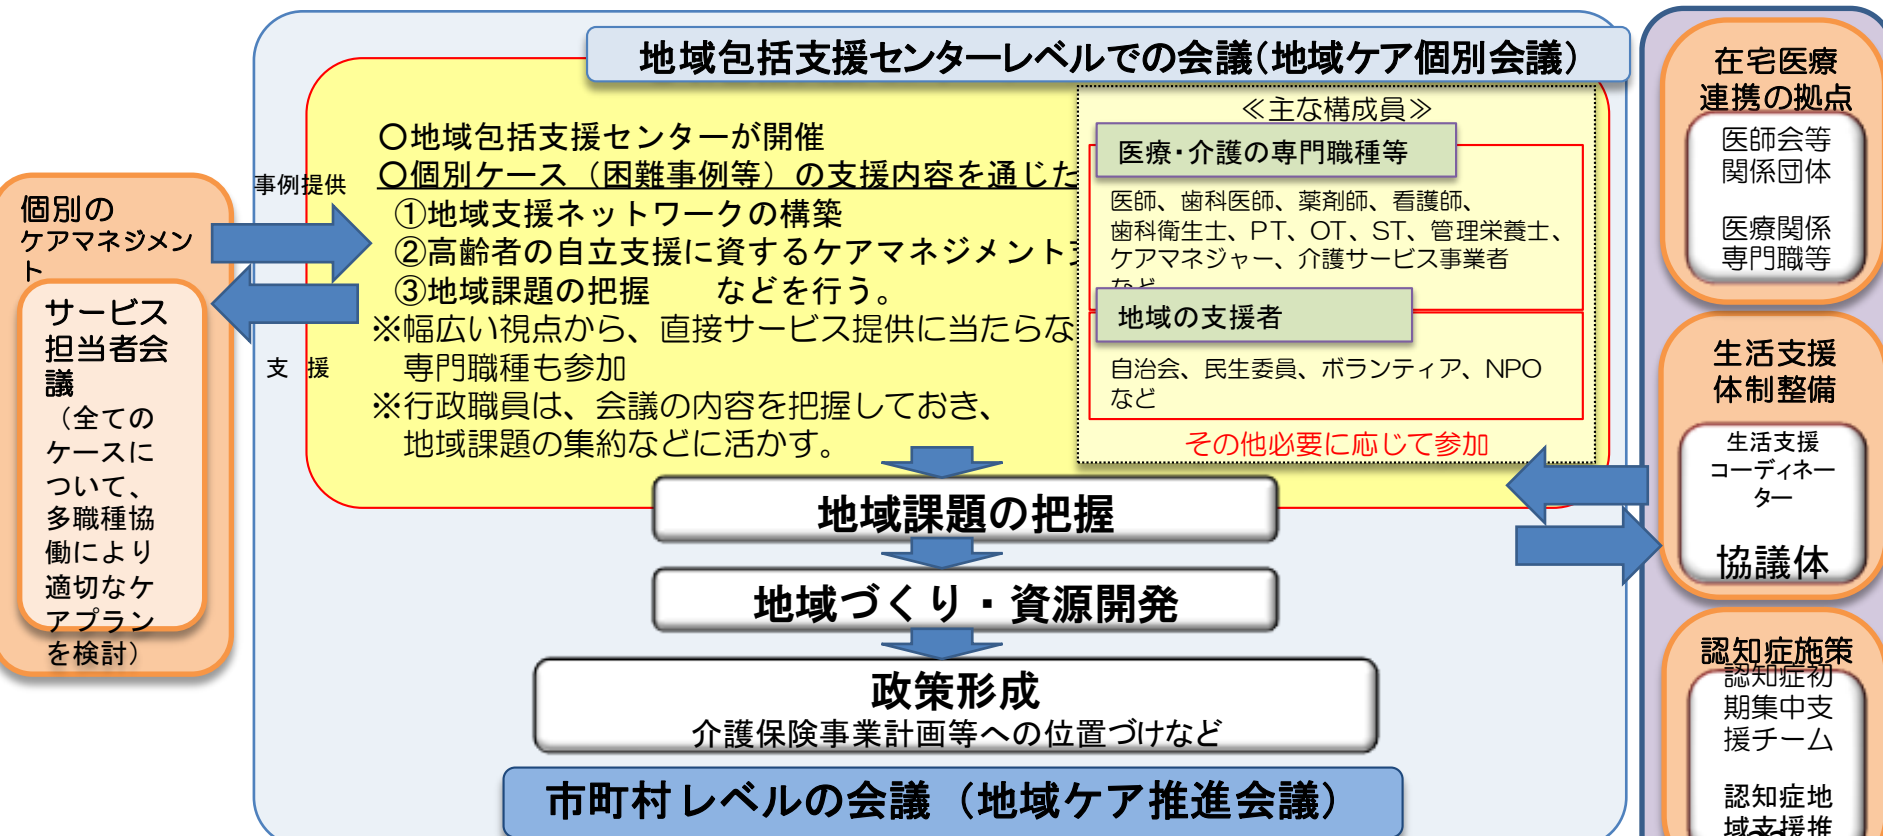 地域包括支援センターレベルでの会議(地域ケア個別会議)
〇地域包括支援センターが開催
〇個別ケース（困難事例等）の支援内容を通じた
①地域支援ネットワークの構築
②高齢者の自立支援に資するケアマネジメント
③地域課題の把握　　などを行う。
※幅広い視点から、直接サービス提供に当たらな
専門職種も参加
※行政職員は、会議の内容を把握しておき、
地域課題の集約などに活かす。
≪主な構成員≫
医療・介護の専門職種等
医師、歯科医師、薬剤師、看護師、
歯科衛生士、PT、OT、ST、管理栄養士、
ケアマネジャー、介護サービス事業者
など
地域の支援者
自治会、民生委員、ボランティア、NPO
など
その他必要に応じて参加
事例提供
支 援
個別の
ケアマネジメン
ト
サービス
担当者会
議
（全ての
ケースに
ついて、
多職種協
働により
適切なケ
アプラン
を検討）
地域課題の把握
地域づくり・資源開発
政策形成
介護保険事業計画等への位置づけなど
市町村レベルの会議（地域ケア推進会議）
在宅医療
連携の拠点
医師会等
関係団体
医療関係
専門職等
生活支援
体制整備
生活支援
コーディネー
ター
協議体
認知症施策
認知症初
期集中支
援チーム
認知症地
域支援推